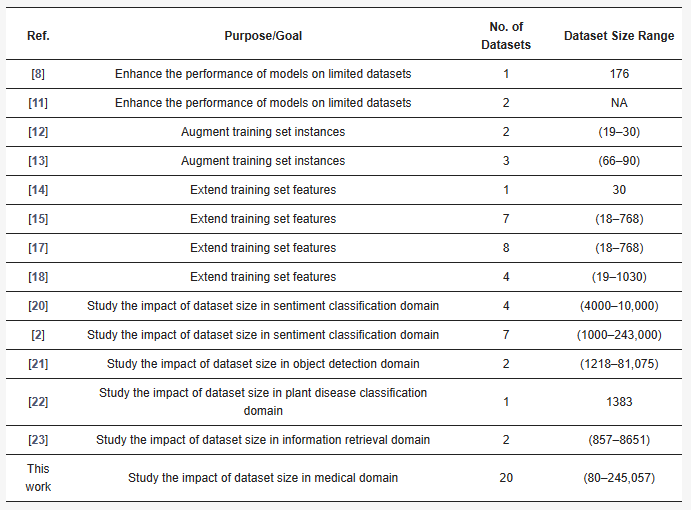 Ref. Purpose/Goal No. of Datasets Dataset Size Range
[8] Enhance the performance of models on limited datasets 1 176
[11] Enhance the performance of models on limited datasets 2 NA
[12] Augment training set instances 2 (19–30)
[13] Augment training set instances 3 (66–90)
[14] Extend training set features 1 30
[15] Extend training set features 7 (18–768)
[17] Extend training set features 8 (18–768)
[18] Extend training set features 4 (19–1030)
[20] Study the impact of dataset size in sentiment classification domain 4 (4000–10,000)
[2] Study the impact of dataset size in sentiment classification domain 7 (1000–243,000)
[21] Study the impact of dataset size in object detection domain 2 (1218–81,075)
[22] Study the impact of dataset size in plant disease classification domain 1 1383
[23] Study the impact of dataset size in information retrieval domain 2 (857–8651)
This work Study the impact of dataset size in medical domain 20 (80–245,057)